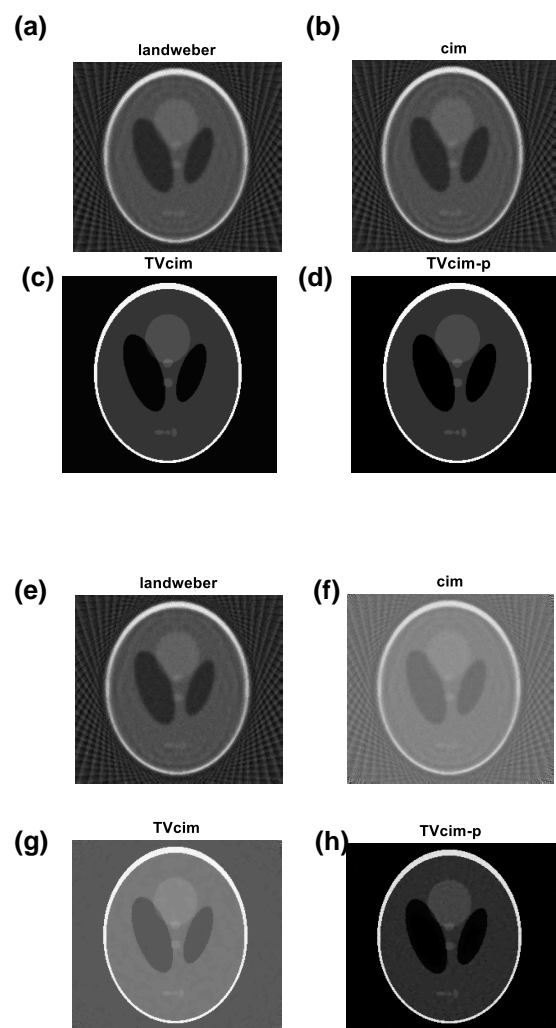 (a)
landweber
(b)
cim
(c)
TVcim
(d)
TVcim-p
(e)
landweber
(f)
cim
(g)
TVcim
(h)
TVcim-p